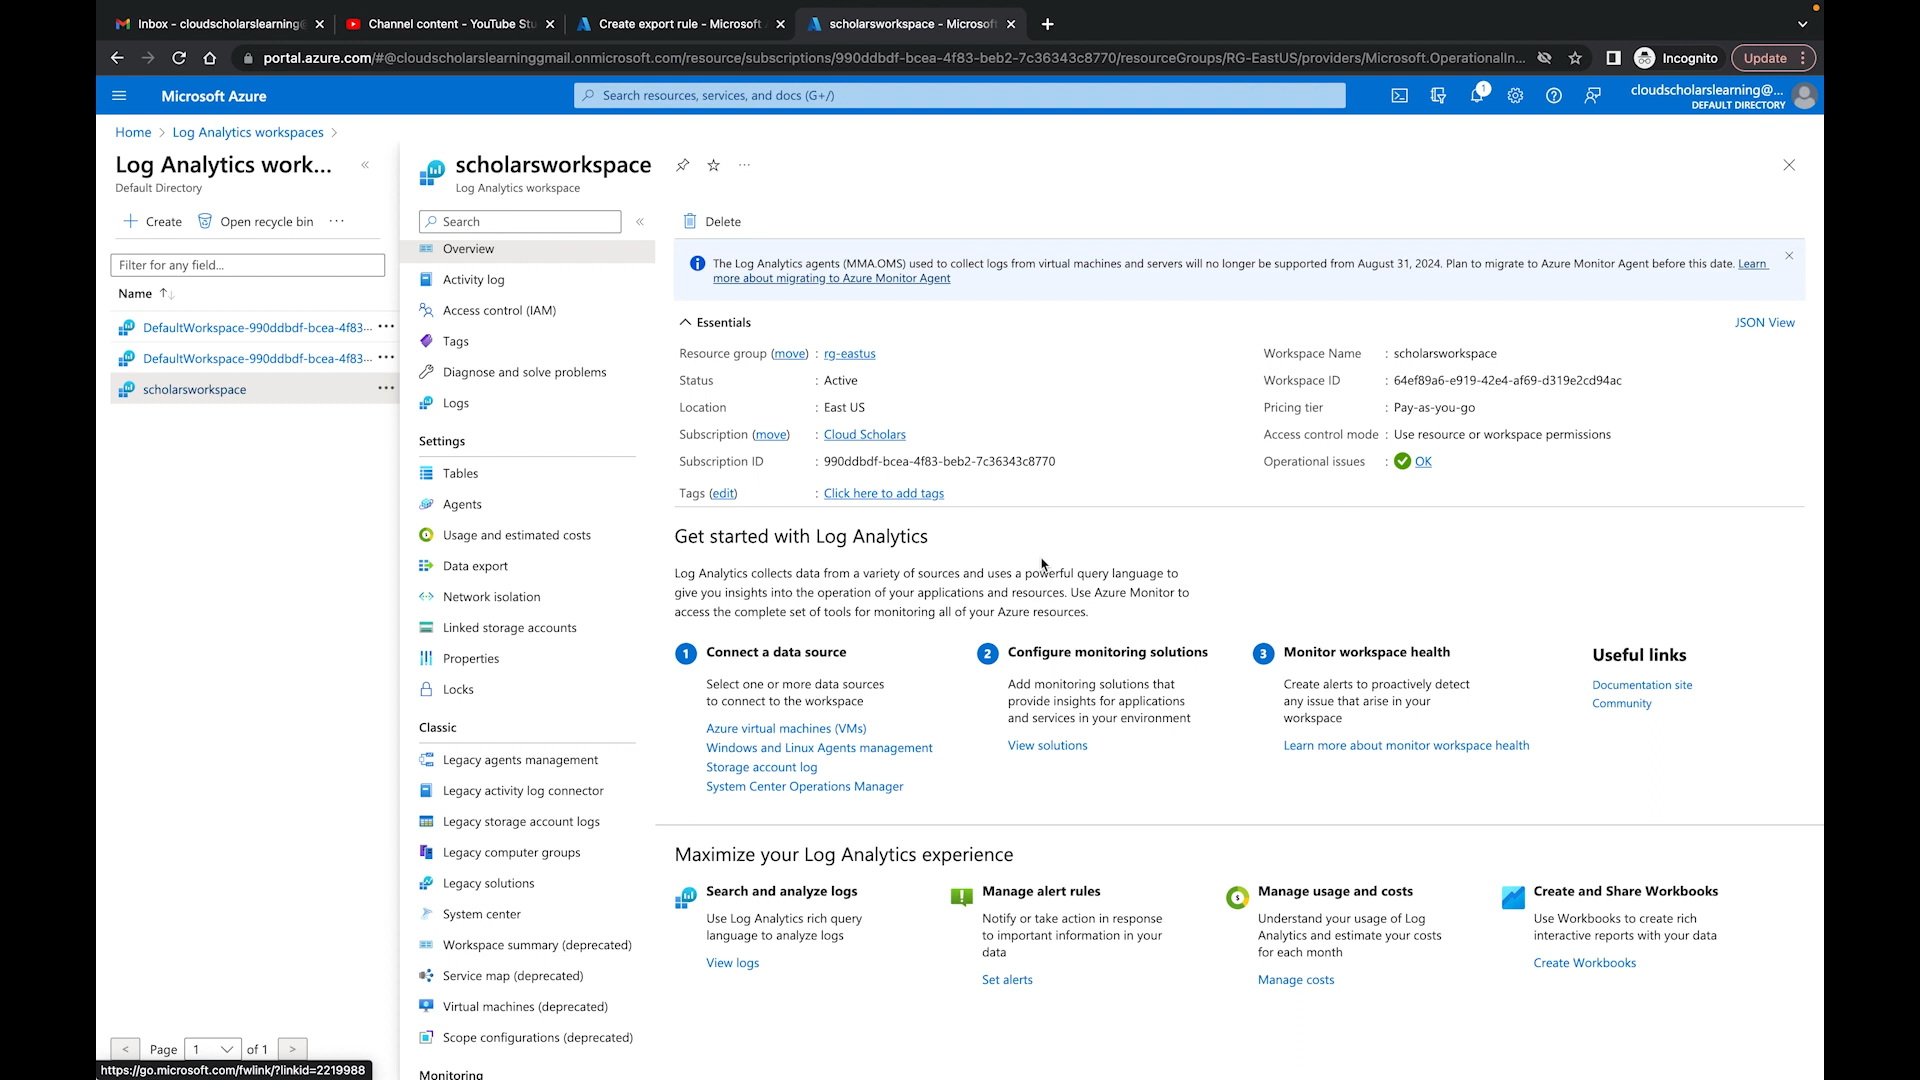 Inbox - cloudscholarslearning
Channel content - YouTube Stu
Create export rule - Microsoft
scholarsworkspace - Microsoft
portal.azure.com/#@cloudscholarslearninggmail.onmicrosoft.com/resource/subscriptions/990ddbdf-bcea-4f83-beb2-7c36343c8770/resourceGroups/RG-EastUS/providers/Microsoft.OperationalIn...
Incognito
Update
Microsoft Azure
Search resources, services, and docs (G+/)
1
cloudscholarslearning@...
DEFAULT DIRECTORY
Home > Log Analytics workspaces >
Log Analytics work...
Default Directory
Create
Open recycle bin
Filter for any field...
Name
DefaultWorkspace-990ddbdf-bcea-4f83-...
DefaultWorkspace-990ddbdf-bcea-4f83-...
scholarsworkspace
Page 1 of 1
https://go.microsoft.com/fwlink/?linkid=2219988
scholarsworkspace
Log Analytics workspace
Search
Overview
Activity log
Access control (IAM)
Tags
Diagnose and solve problems
Logs
Settings
Tables
Agents
Usage and estimated costs
Data export
Network isolation
Linked storage accounts
Properties
Locks
Classic
Legacy agents management
Legacy activity log connector
Legacy storage account logs
Legacy computer groups
Legacy solutions
System center
Workspace summary (deprecated)
Service map (deprecated)
Virtual machines (deprecated)
Scope configurations (deprecated)
Monitoring
Delete
The Log Analytics agents (MMA,OMS) used to collect logs from virtual machines and servers will no longer be supported from August 31, 2024. Plan to migrate to Azure Monitor Agent before this date. Learn
more about migrating to Azure Monitor Agent
Essentials
JSON View
Resource group (move) : rg-eastus
Status : Active
Location : East US
Subscription (move) : Cloud Scholars
Subscription ID : 990ddbdf-bcea-4f83-beb2-7c36343c8770
Tags (edit) : Click here to add tags
Workspace Name : scholarsworkspace
Workspace ID : 64ef89a6-e919-42e4-af69-d319e2cd94ac
Pricing tier : Pay-as-you-go
Access control mode : Use resource or workspace permissions
Operational issues : OK
Get started with Log Analytics
Log Analytics collects data from a variety of sources and uses a powerful query language to
give you insights into the operation of your applications and resources. Use Azure Monitor to
access the complete set of tools for monitoring all of your Azure resources.
1 Connect a data source
Select one or more data sources
to connect to the workspace
Azure virtual machines (VMs)
Windows and Linux Agents management
Storage account log
System Center Operations Manager
2 Configure monitoring solutions
Add monitoring solutions that
provide insights for applications
and services in your environment
View solutions
3 Monitor workspace health
Create alerts to proactively detect
any issue that arise in your
workspace
Learn more about monitor workspace health
Useful links
Documentation site
Community
Maximize your Log Analytics experience
Search and analyze logs
Use Log Analytics rich query
language to analyze logs
View logs
Manage alert rules
Notify or take action in response
to important information in your
data
Set alerts
Manage usage and costs
Understand your usage of Log
Analytics and estimate your costs
for each month
Manage costs
Create and Share Workbooks
Use Workbooks to create rich
interactive reports with your data
Create Workbooks